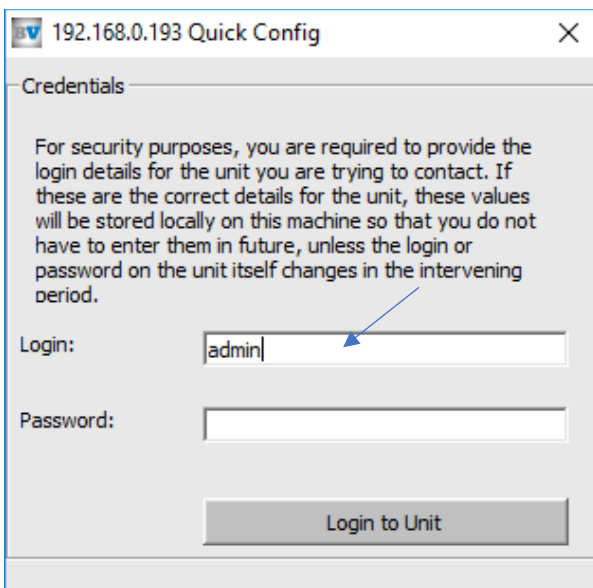 BV 192.168.0.193 Quick Config
Credentials
For security purposes, you are required to provide the
login details for the unit you are trying to contact. If
these are the correct details for the unit, these values
will be stored locally on this machine so that you do not
have to enter them in future, unless the login or
password on the unit itself changes in the intervening
period.
Login: admin
Password:
Login to Unit